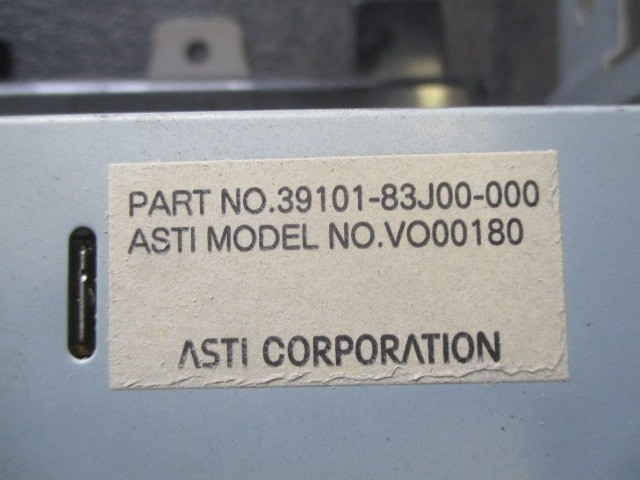 PART NO.39101-83J00-000
ASTI MODEL NO.VO00180
ASTI CORPORATION